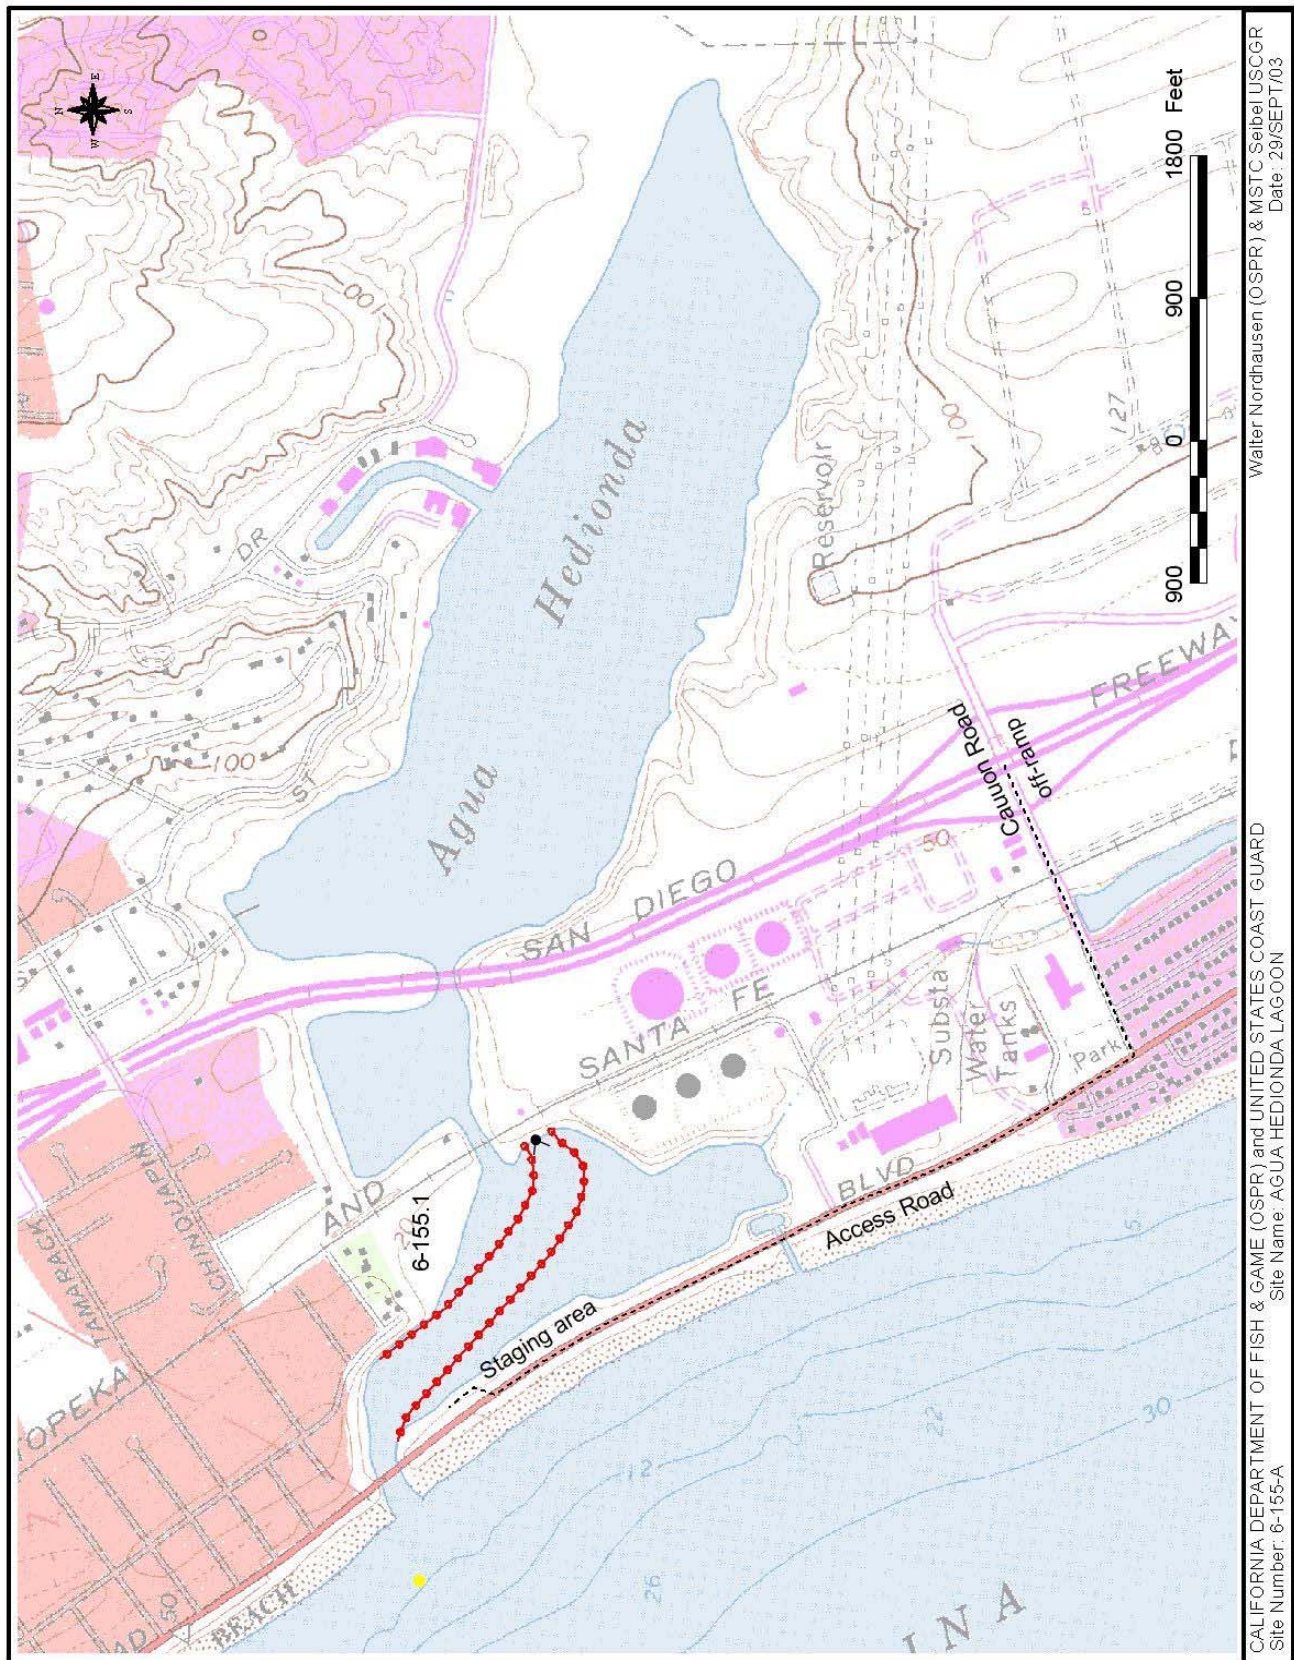 N
W
E
S
100
DR
ST
100
Agua Hedionda
Reservoir
100
127
TAMARACK
CHINQUAPIN
TOPEKA
AND
SANTA FE
SAN DIEGO
FREEWAY
50
20
6-155.1
Substa
Water
Tanks
Park
Cauuon Road
off-ramp
BLVD
Access Road
Staging area
BEACH
50
5
12
22
26
30
900 0 900 1800 Feet
CALIFORNIA DEPARTMENT OF FISH & GAME (OSPR) and UNITED STATES COAST GUARD
Walter Nordhausen (OSPR) & MSTC Seibel USCGR
Site Number: 6-155-A
Site Name: AGUA HEDIONDA LAGOON
Date: 29/SEPT/03